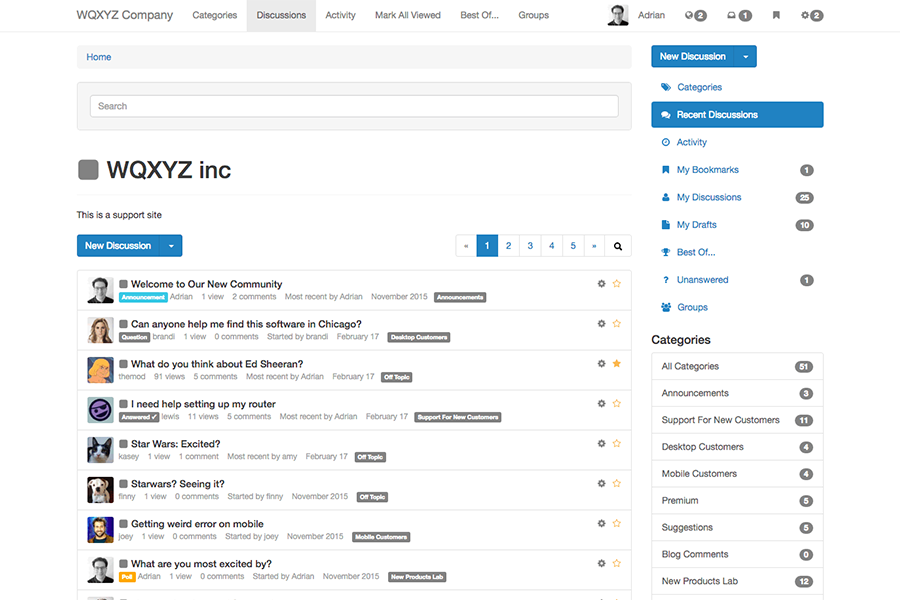 WQXYZ Company Categories Discussions Activity Mark All Viewed Best Of... Groups Adrian 2 1 2
Home
Search
WQXYZ inc
This is a support site
New Discussion
« 1 2 3 4 5 »
Welcome to Our New Community
Announcement Adrian 1 view 2 comments Most recent by Adrian November 2015 Announcements
Can anyone help me find this software in Chicago?
Question brandi 1 view 0 comments Started by brandi February 17 Desktop Customers
What do you think about Ed Sheeran?
themod 91 views 5 comments Most recent by Adrian February 17 Off Topic
I need help setting up my router
Answered ✓ lewis 11 views 5 comments Most recent by Adrian February 17 Support For New Customers
Star Wars: Excited?
kasey 1 view 1 comment Most recent by amy February 17 Off Topic
Starwars? Seeing it?
finny 1 view 0 comments Started by finny November 2015 Off Topic
Getting weird error on mobile
joey 1 view 0 comments Started by joey November 2015 Mobile Customers
What are you most excited by?
Poll Adrian 1 view 0 comments Started by Adrian November 2015 New Products Lab
New Discussion
Categories
Recent Discussions
Activity
My Bookmarks 1
My Discussions 25
My Drafts 10
Best Of...
? Unanswered 1
Groups
Categories
All Categories 51
Announcements 3
Support For New Customers 11
Desktop Customers 4
Mobile Customers 4
Premium 5
Suggestions 5
Blog Comments 0
New Products Lab 12